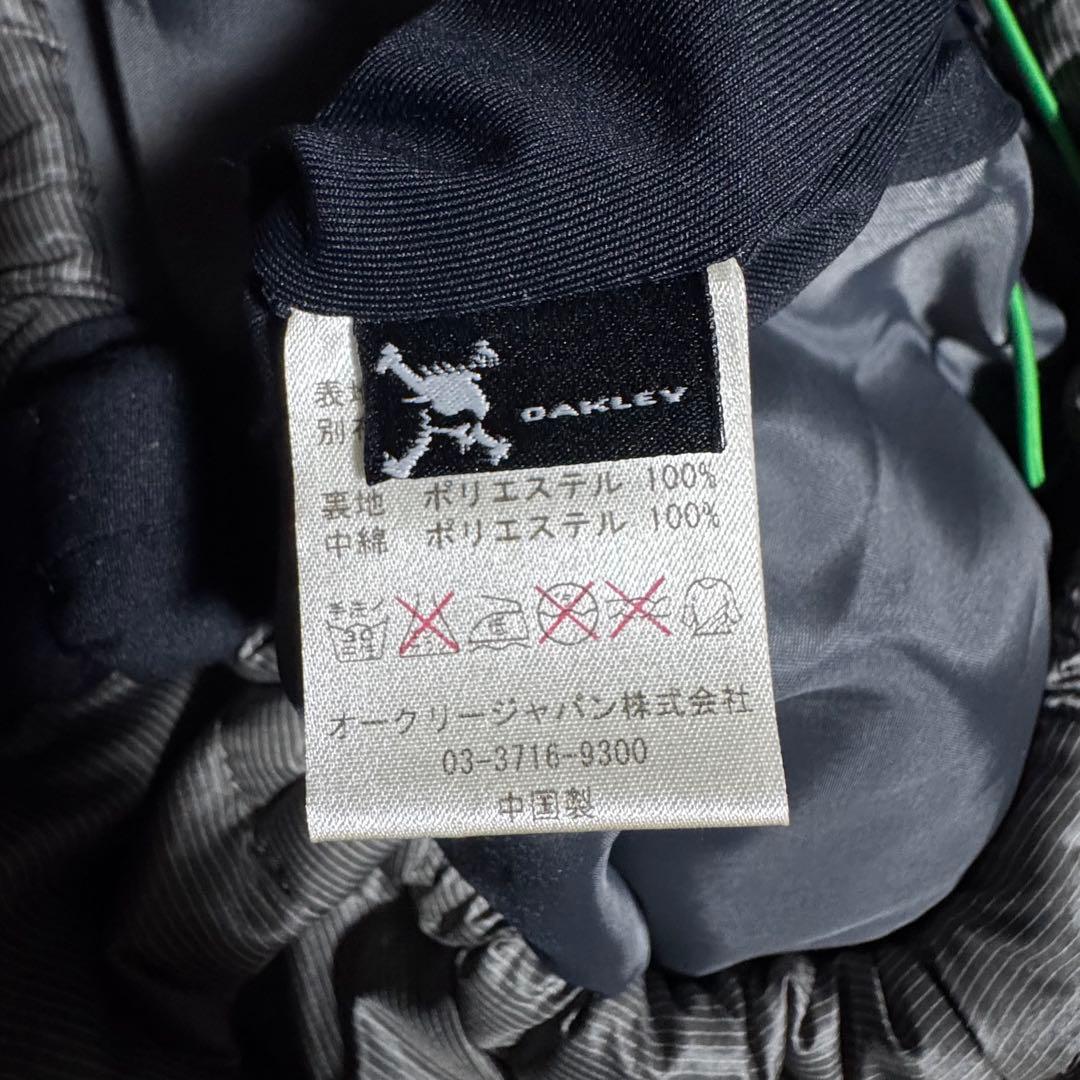 OAKLEY
表
別
裏地 ポリエステル 100%
中綿 ポリエステル 100%
オークリージャパン株式会社
03-3716-9300
中国製